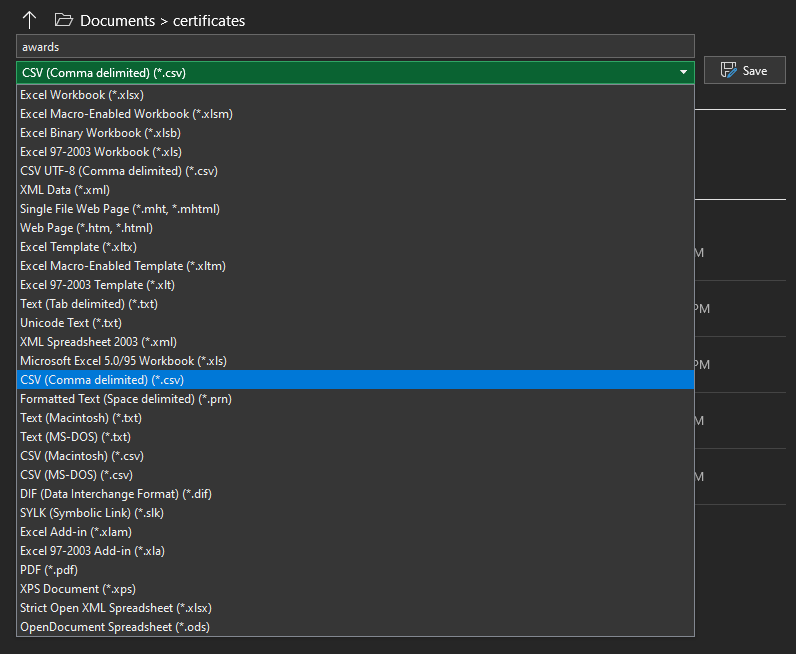 Documents > certificates
awards
CSV (Comma delimited) (*.csv)
Save
Excel Workbook (*.xlsx)
Excel Macro-Enabled Workbook (*.xlsm)
Excel Binary Workbook (*.xlsb)
Excel 97-2003 Workbook (*.xls)
CSV UTF-8 (Comma delimited) (*.csv)
XML Data (*.xml)
Single File Web Page (*.mht, *.mhtml)
Web Page (*.htm, *.html)
Excel Template (*.xltx)
Excel Macro-Enabled Template (*.xltm)
Excel 97-2003 Template (*.xlt)
Text (Tab delimited) (*.txt)
Unicode Text (*.txt)
XML Spreadsheet 2003 (*.xml)
Microsoft Excel 5.0/95 Workbook (*.xls)
CSV (Comma delimited) (*.csv)
Formatted Text (Space delimited) (*.prn)
Text (Macintosh) (*.txt)
Text (MS-DOS) (*.txt)
CSV (Macintosh) (*.csv)
CSV (MS-DOS) (*.csv)
DIF (Data Interchange Format) (*.dif)
SYLK (Symbolic Link) (*.slk)
Excel Add-in (*.xlam)
Excel 97-2003 Add-in (*.xla)
PDF (*.pdf)
XPS Document (*.xps)
Strict Open XML Spreadsheet (*.xlsx)
OpenDocument Spreadsheet (*.ods)